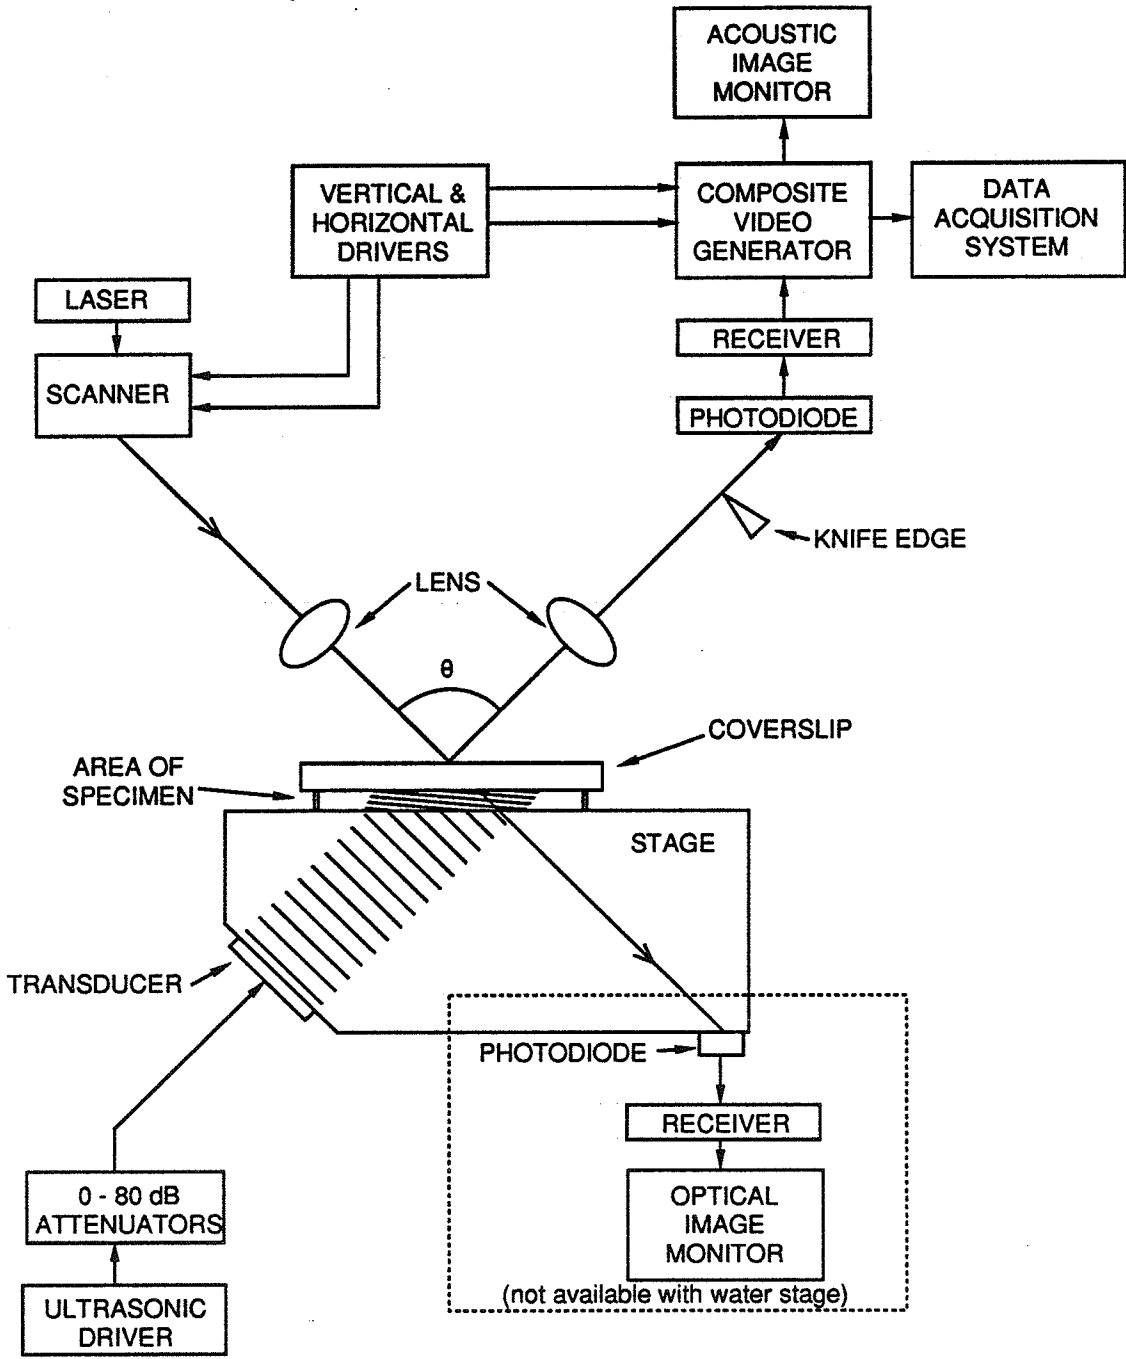 ACOUSTIC
IMAGE
MONITOR
VERTICAL &
HORIZONTAL
DRIVERS
COMPOSITE
VIDEO
GENERATOR
DATA
ACQUISITION
SYSTEM
LASER
SCANNER
RECEIVER
PHOTODIODE
KNIFE EDGE
LENS
θ
COVERSLIP
AREA OF
SPECIMEN
STAGE
TRANSDUCER
PHOTODIODE
RECEIVER
0 - 80 dB
ATTENUATORS
OPTICAL
IMAGE
MONITOR
(not available with water stage)
ULTRASONIC
DRIVER